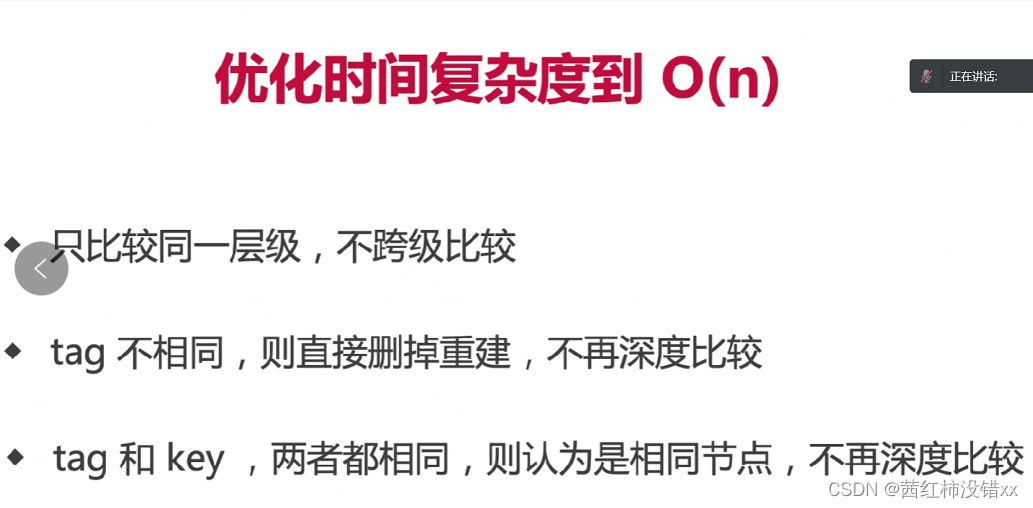 优化时间复杂度到 O(n)
正在讲话:
只比较同一层级，不跨级比较
tag 不相同，则直接删掉重建，不再深度比较
tag 和 key ，两者都相同，则认为是相同节点，不再深度比较
CSDN @茜红柿没错xx